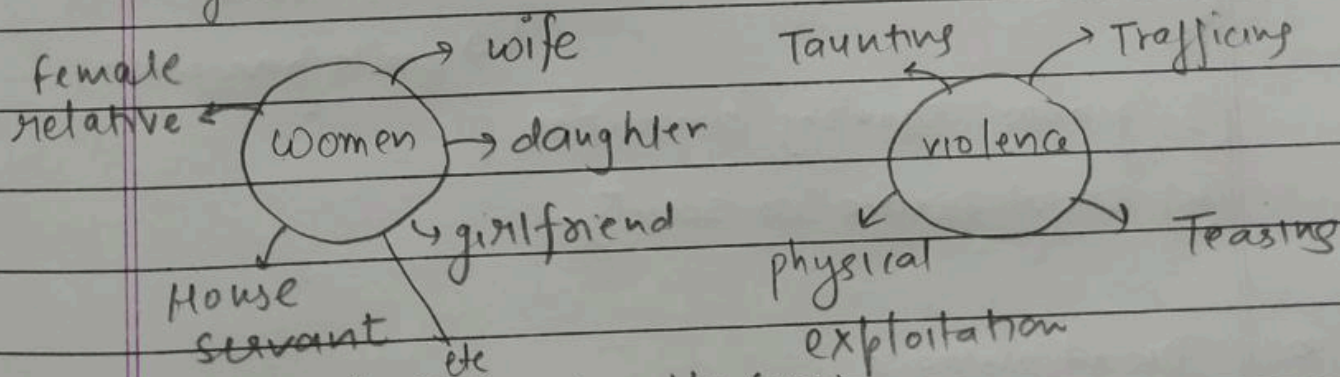 women
wife
female
relative
daughter
girlfriend
House
servant
etc
violence
Taunting
Trafficing
physical
exploitation
Teasing